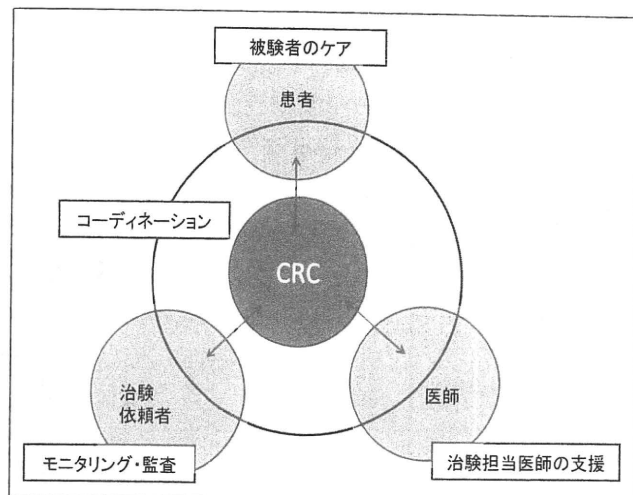 被験者のケア
患者
コーディネーション
CRC
治験
依頼者
医師
モニタリング・監査
治験担当医師の支援